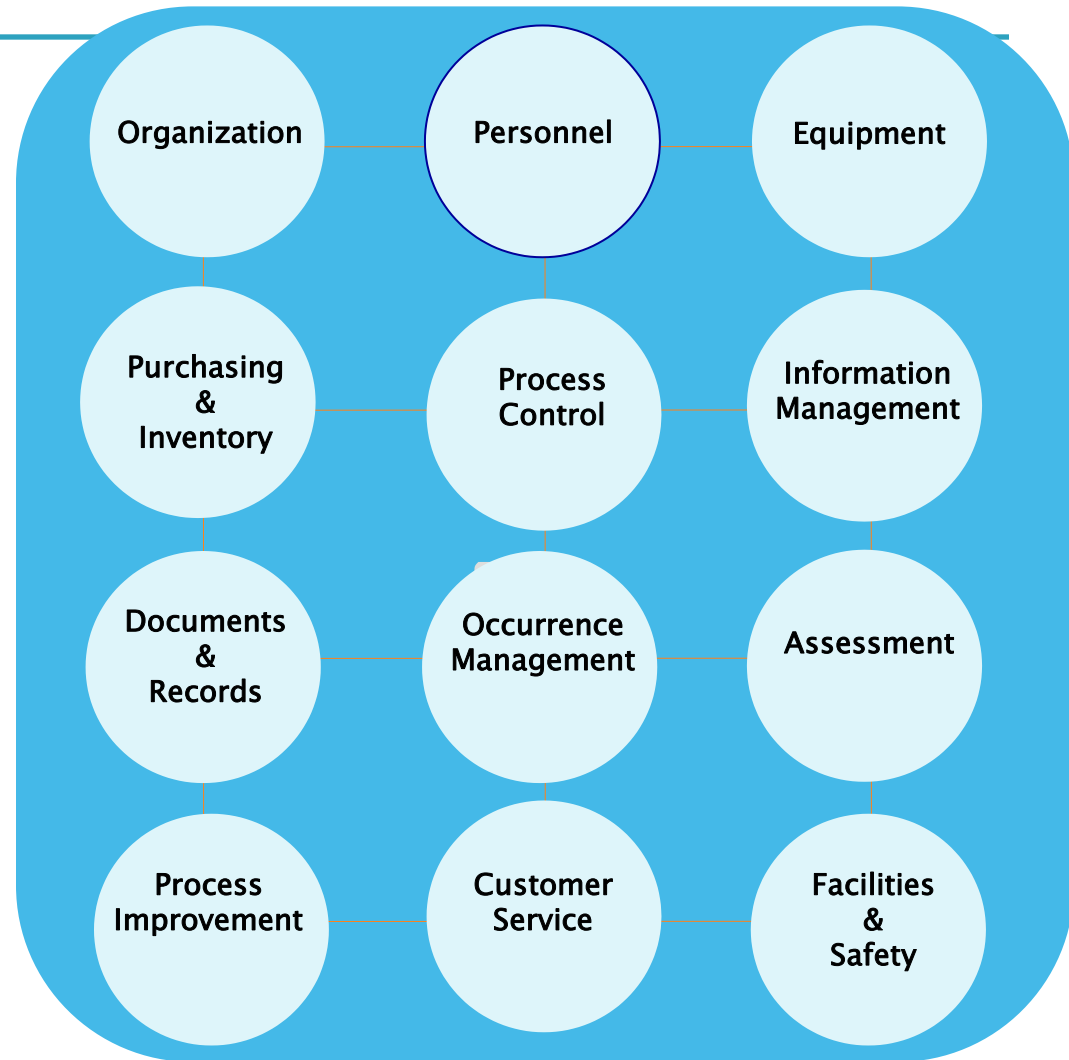 Organization
Personnel
Equipment
Purchasing
&
Inventory
Process
Control
Information
Management
Documents
&
Records
Occurrence
Management
Assessment
Process
Improvement
Customer
Service
Facilities
&
Safety